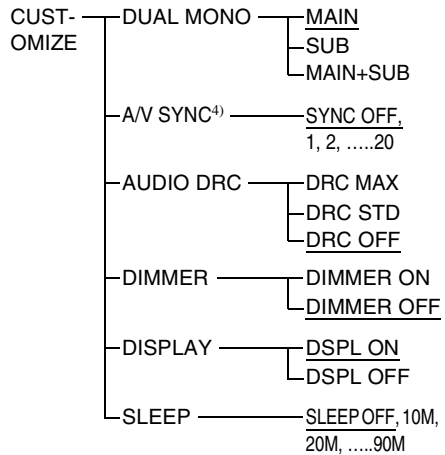 CUST-
OMIZE
DUAL MONO
MAIN
SUB
MAIN+SUB
A/V SYNC4)
SYNC OFF,
1, 2, .....20
AUDIO DRC
DRC MAX
DRC STD
DRC OFF
DIMMER
DIMMER ON
DIMMER OFF
DISPLAY
DSPL ON
DSPL OFF
SLEEP
SLEEP OFF, 10M,
20M, .....90M